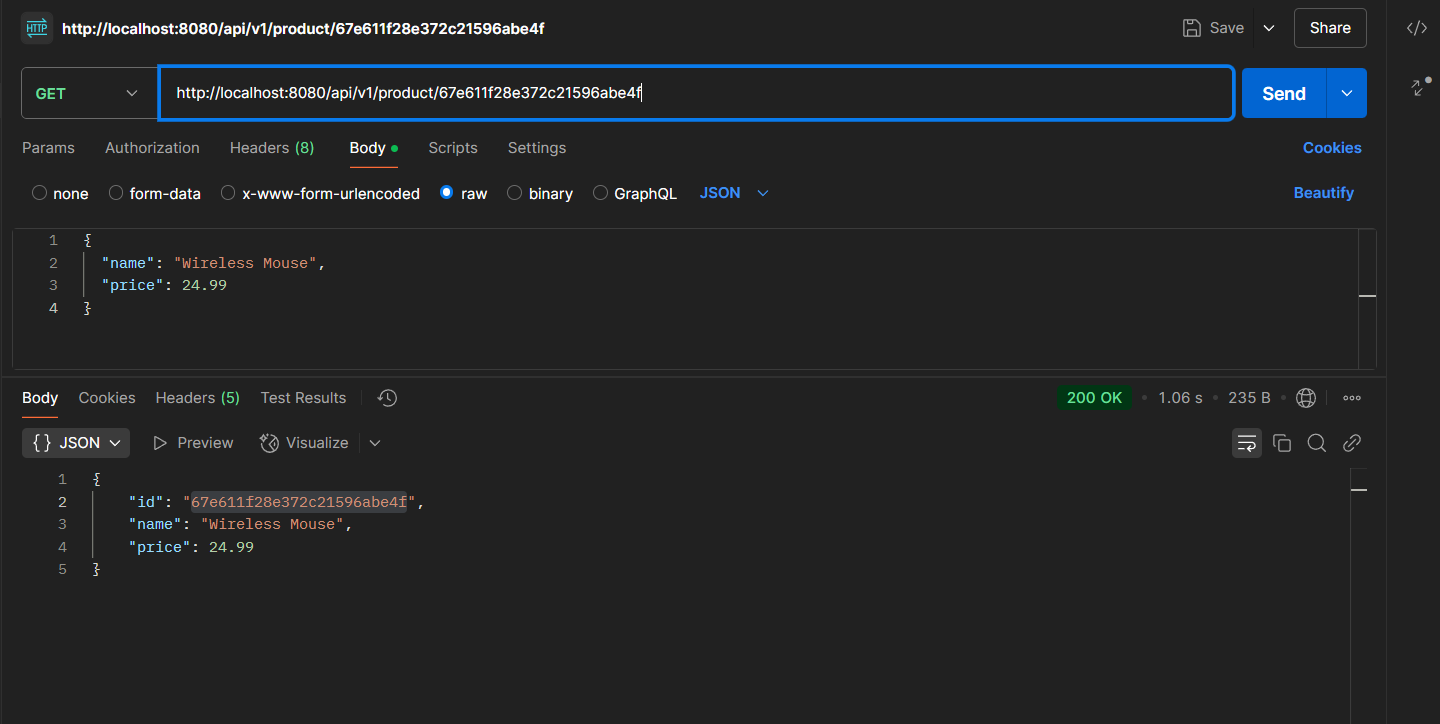 HTTP http://localhost:8080/api/v1/product/67e611f28e372c21596abe4f Save Share
GET http://localhost:8080/api/v1/product/67e611f28e372c21596abe4f Send
Params Authorization Headers (8) Body Scripts Settings Cookies
none form-data x-www-form-urlencoded raw binary GraphQL JSON Beautify
1 {
2 "name": "Wireless Mouse",
3 "price": 24.99
4 }
Body Cookies Headers (5) Test Results 200 OK • 1.06 s • 235 B •
{} JSON Preview Visualize
1 {
2 "id": "67e611f28e372c21596abe4f",
3 "name": "Wireless Mouse",
4 "price": 24.99
5 }